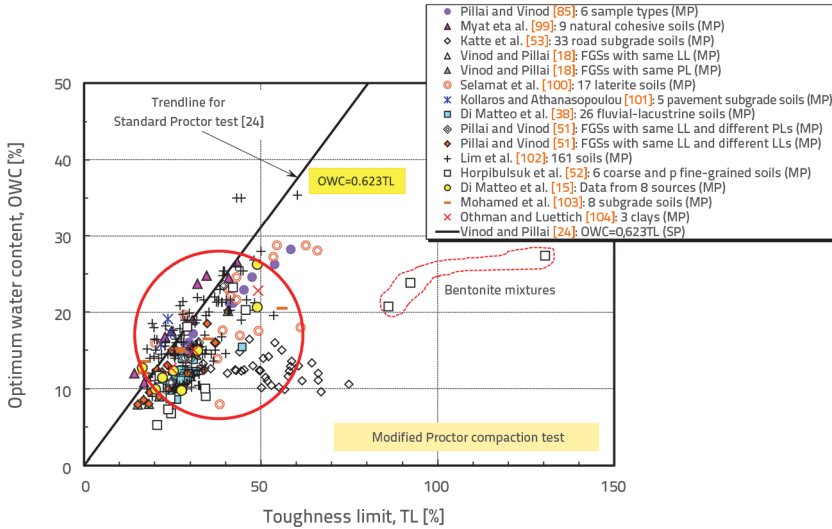 Pillai and Vinod [85]: 6 sample types (MP)
Myat eta al. [99]: 9 natural cohesive soils (MP)
Katte et al. [53]: 33 road subgrade soils (MP)
Vinod and Pillai [18]: FGSs with same LL (MP)
Vinod and Pillai [18]: FGSs with same PL (MP)
Selamat et al. [100]: 17 laterite soils (MP)
Kollaros and Athanasopoulou [101]: 5 pavement subgrade soils (MP)
Di Matteo et al. [38]: 26 fluvial-lacustrine soils (MP)
Pillai and Vinod [51]: FGSs with same LL and different PLs (MP)
Pillai and Vinod [51]: FGSs with same LL and different LLs (MP)
Lim et al. [102]: 161 soils (MP)
Horpibulsuk et al. [52]: 6 coarse and p fine-grained soils (MP)
Di Matteo et al. [15]: Data from 8 sources (MP)
Mohamed et al. [103]: 8 subgrade soils (MP)
Othman and Luettich [104]: 3 clays (MP)
Vinod and Pillai [24]: OWC=0,623TL (SP)
Trendline for
Standard Proctor test [24]
OWC=0.623TL
Bentonite mixtures
Modified Proctor compaction test
Optimum water content, OWC [%]
50
40
30
20
10
0
0
50
100
150
Toughness limit, TL [%]